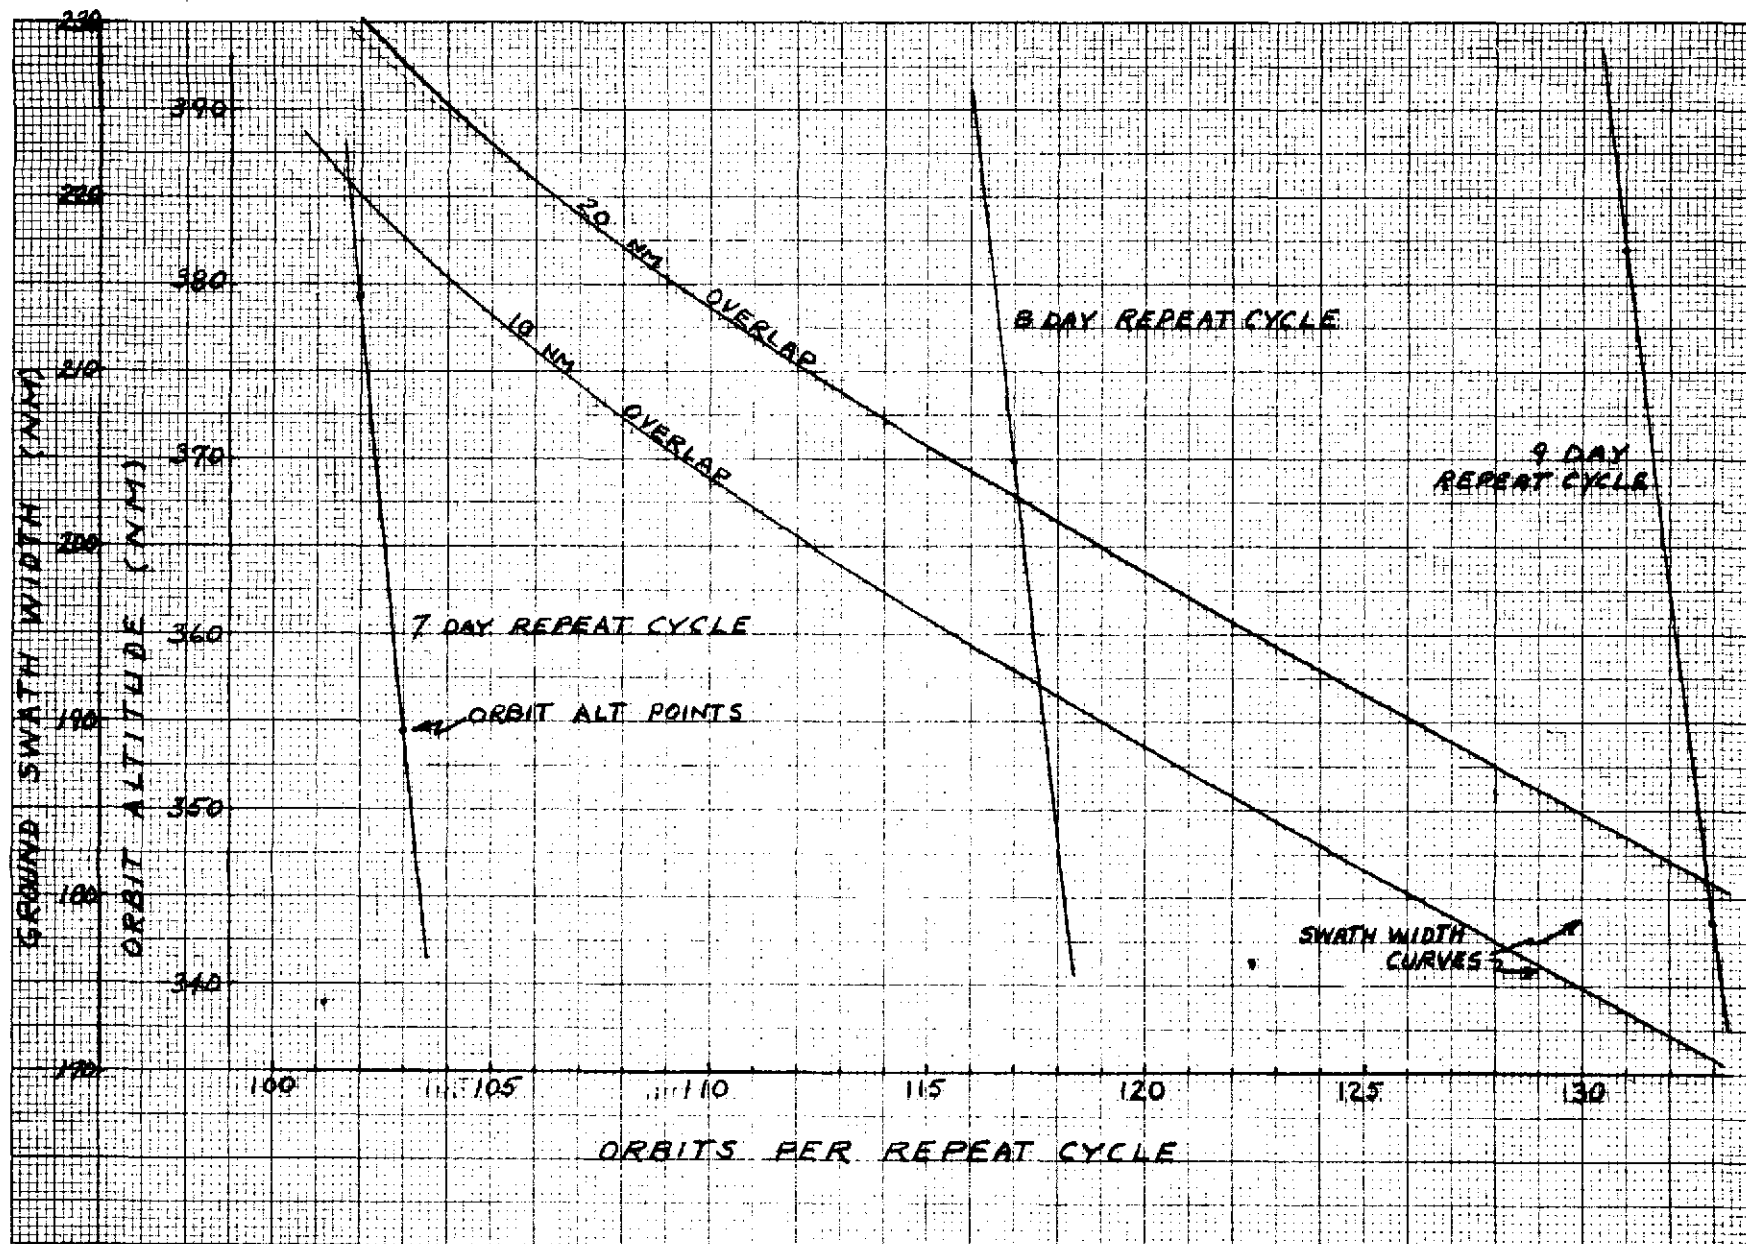 230
220
210
200
190
180
170
GROUND SWATH WIDTH (NM)
390
380
370
360
350
340
ORBIT ALTITUDE (NM)
20 NM OVERLAP
10 NM OVERLAP
8 DAY REPEAT CYCLE
9 DAY
REPEAT CYCLE
7 DAY REPEAT CYCLE
ORBIT ALT POINTS
SWATH WIDTH
CURVES
100 105 110 115 120 125 130
ORBITS PER REPEAT CYCLE